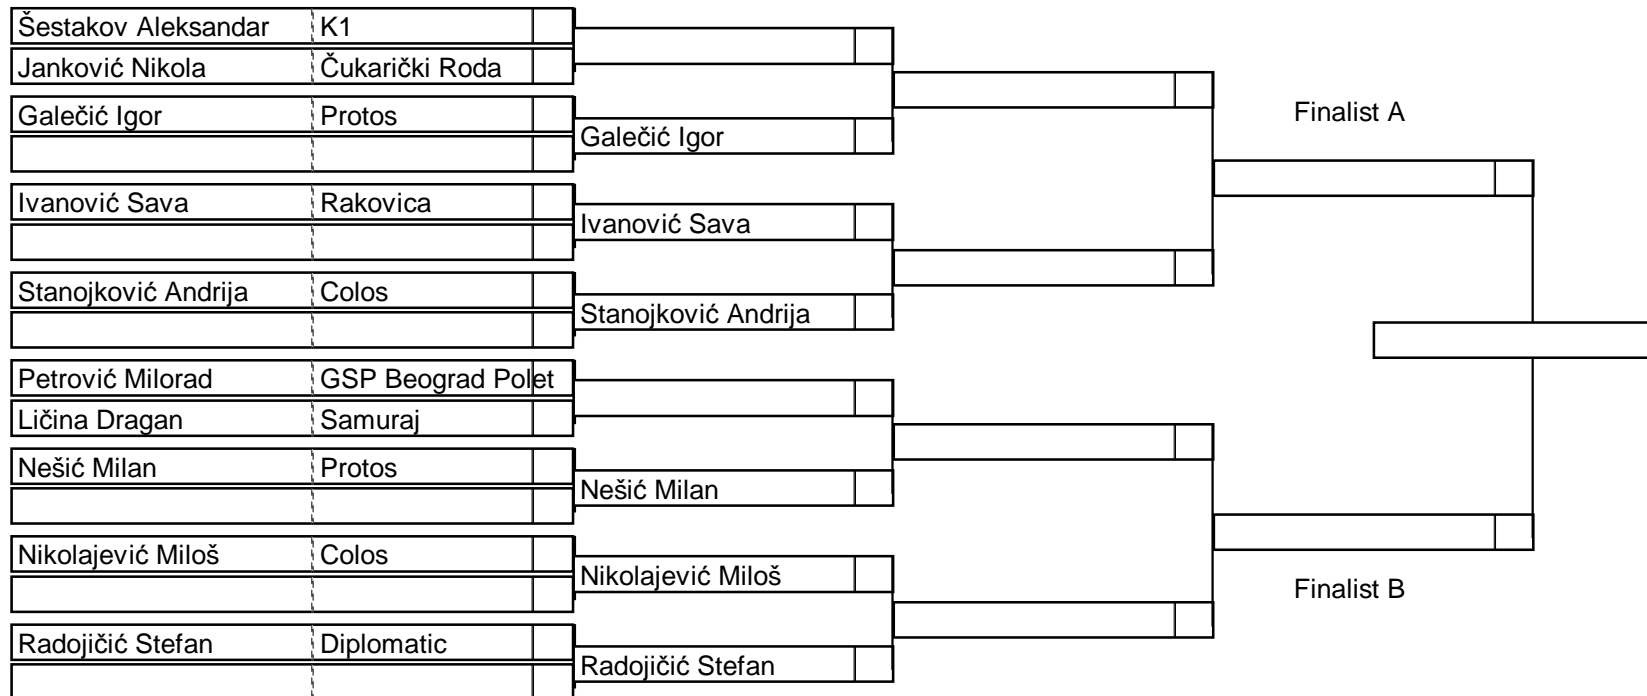 Šestakov Aleksandar K1
Janković Nikola Čukarički Roda
Galečić Igor Protos
Galečić Igor
Ivanović Sava Rakovica
Ivanović Sava
Stanojković Andrija Colos
Stanojković Andrija
Petrović Milorad GSP Beograd Polet
Ličina Dragan Samuraj
Nešić Milan Protos
Nešić Milan
Nikolajević Miloš Colos
Nikolajević Miloš
Radojičić Stefan Diplomatic
Radojičić Stefan
Finalist A
Finalist B